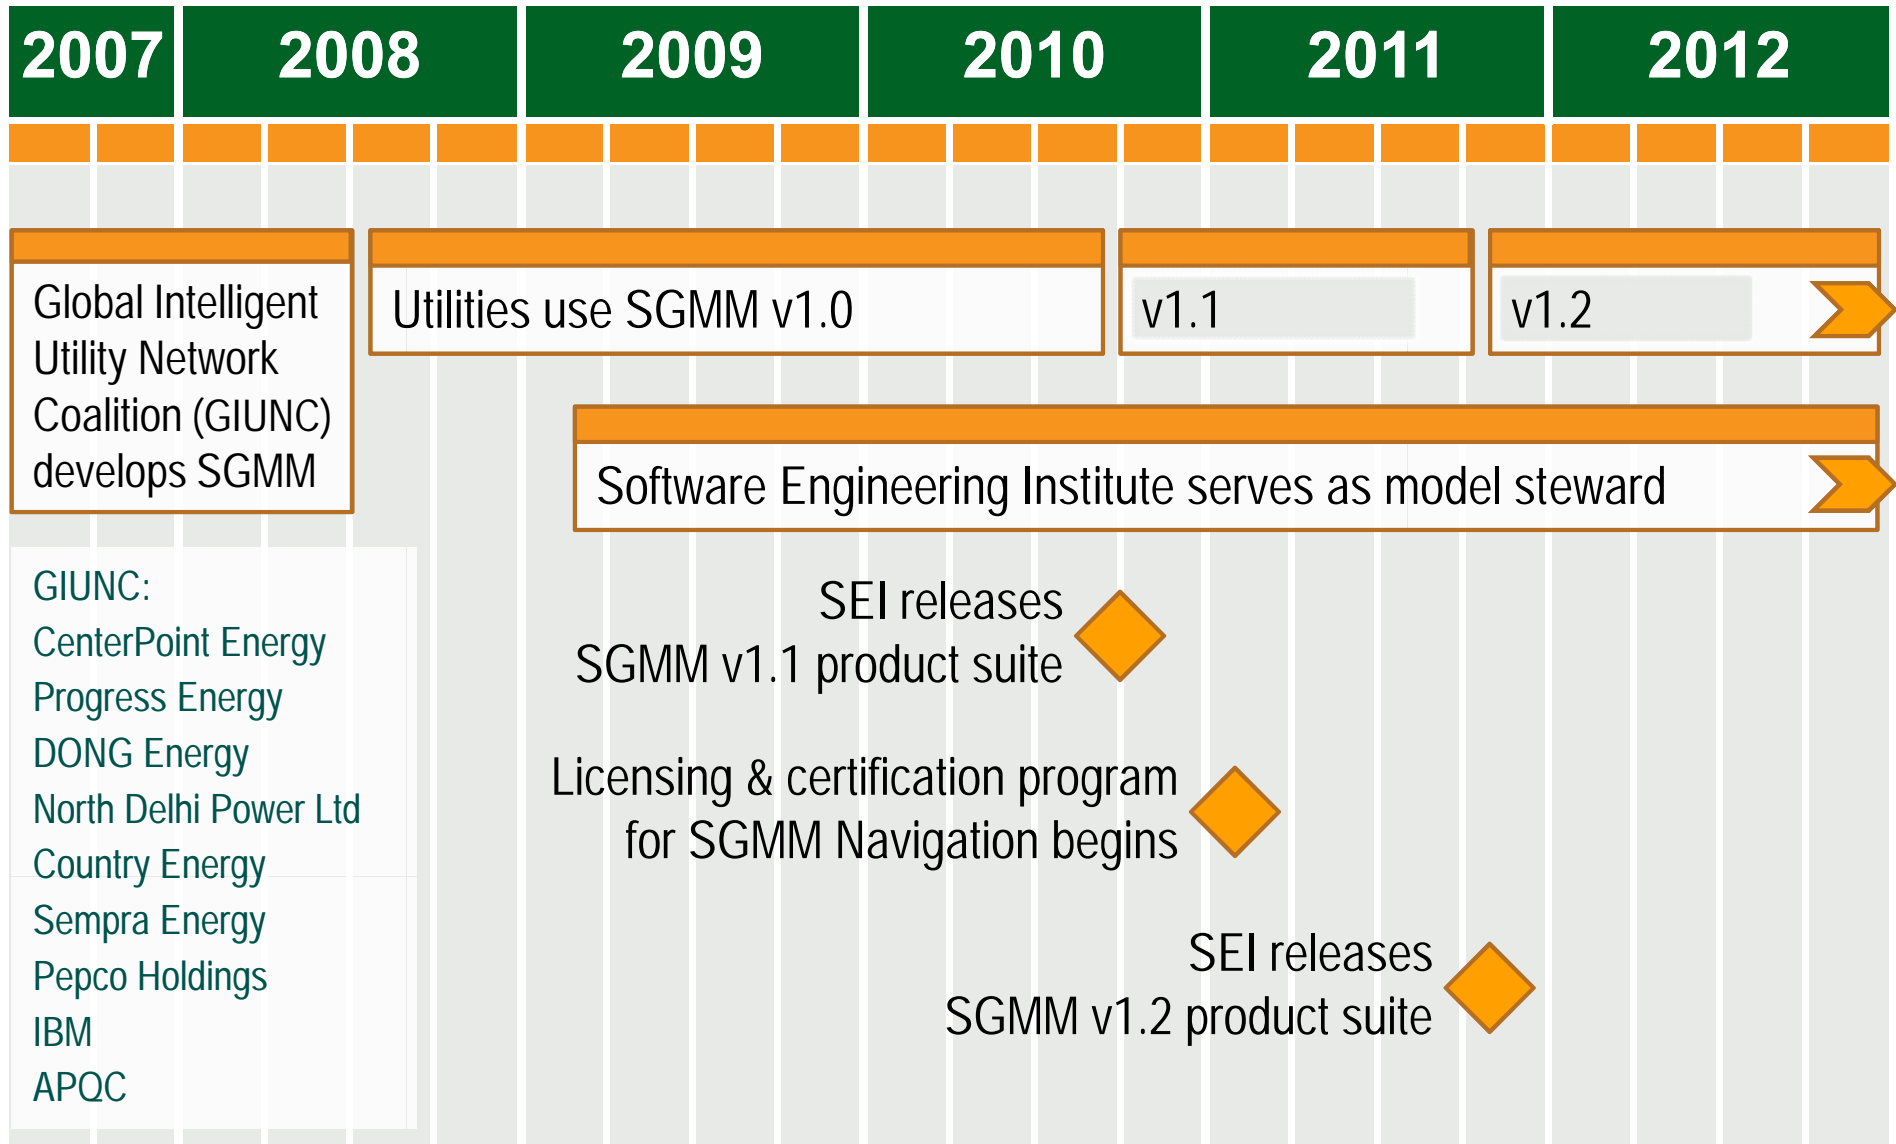 2007 2008 2009 2010 2011 2012
Global Intelligent
Utility Network
Coalition (GIUNC)
develops SGMM
Utilities use SGMM v1.0
v1.1
v1.2
Software Engineering Institute serves as model steward
GIUNC:
CenterPoint Energy
Progress Energy
DONG Energy
North Delhi Power Ltd
Country Energy
Sempra Energy
Pepco Holdings
IBM
APQC
SEI releases
SGMM v1.1 product suite
Licensing & certification program
for SGMM Navigation begins
SEI releases
SGMM v1.2 product suite